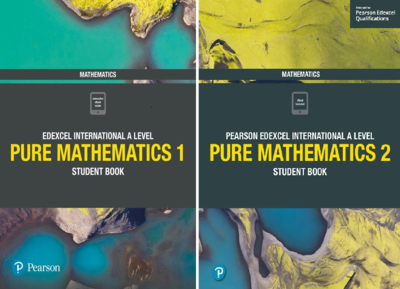 MATHEMATICS
EDEXCEL INTERNATIONAL A LEVEL
PURE MATHEMATICS 1
STUDENT BOOK
Pearson
Pearson Edexcel
Qualifications
MATHEMATICS
PEARSON EDEXCEL INTERNATIONAL A LEVEL
PURE MATHEMATICS 2
STUDENT BOOK